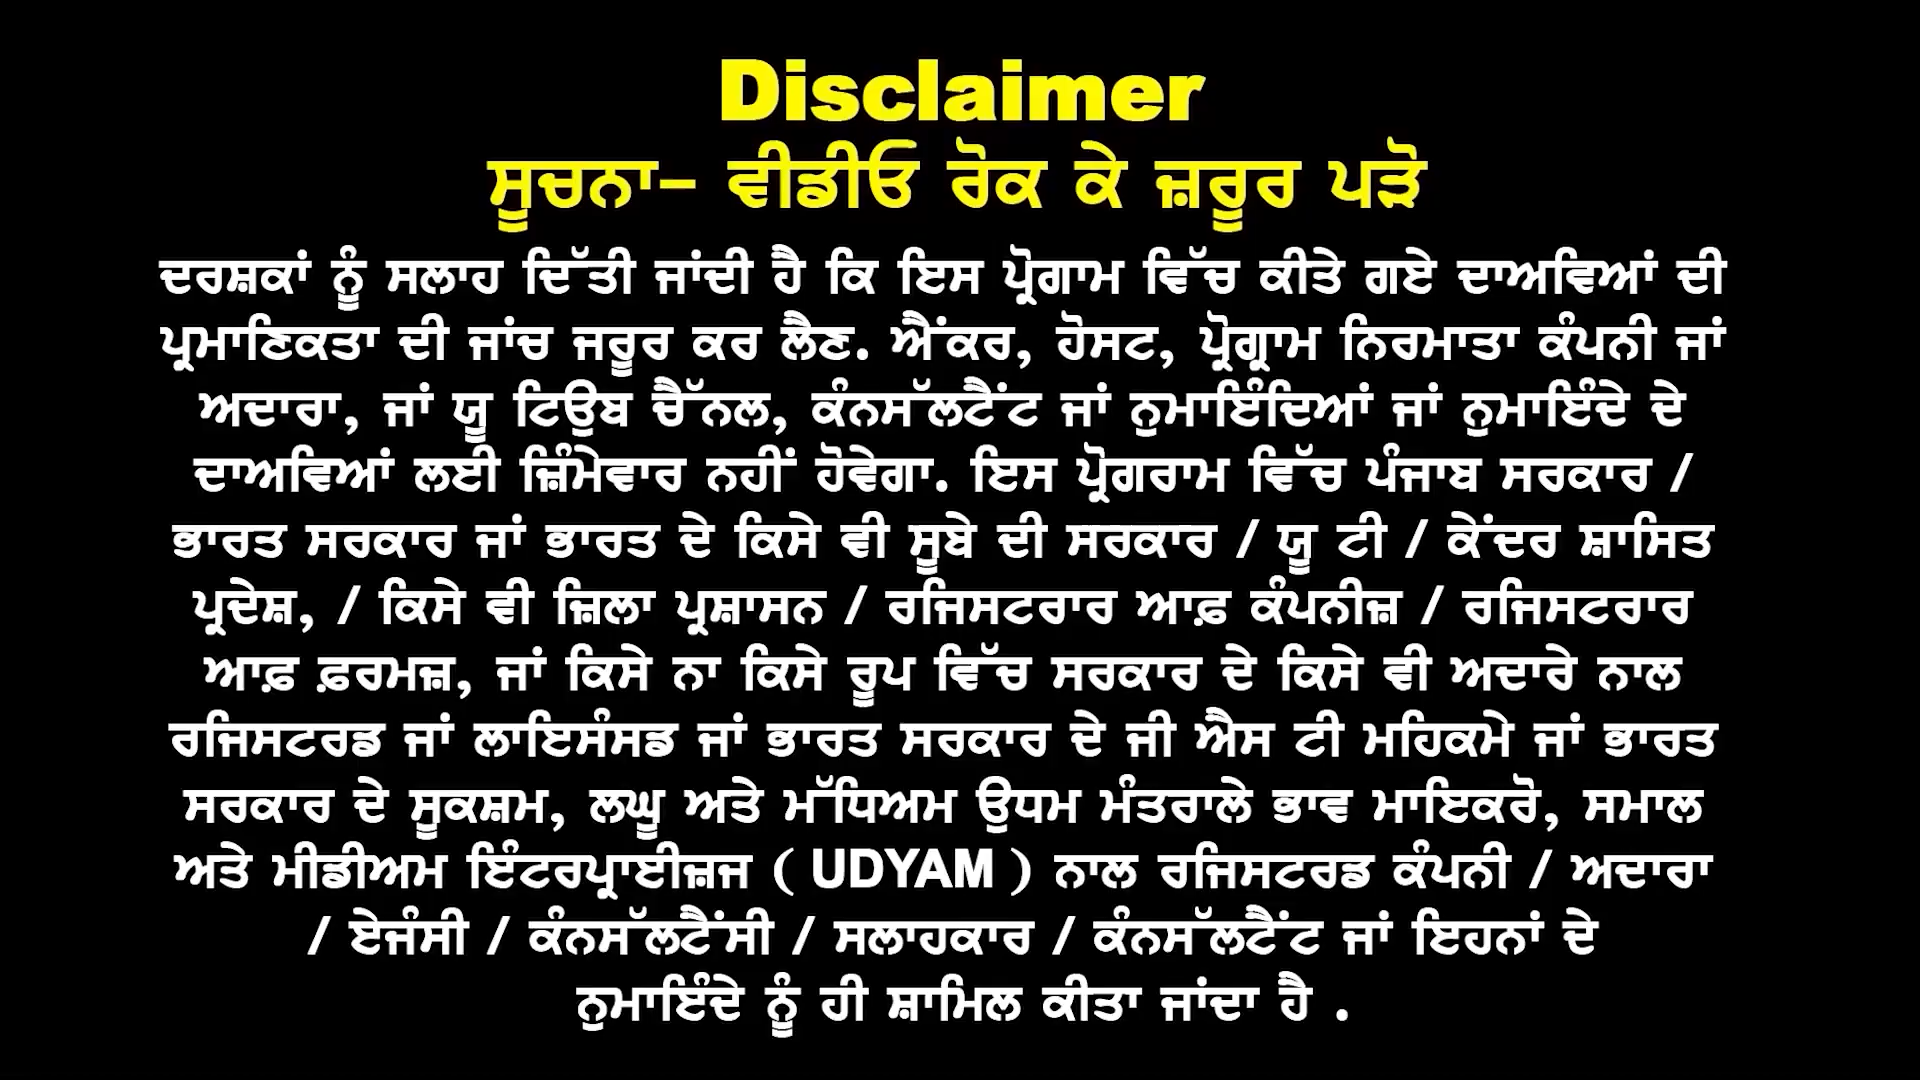 Disclaimer
ਸੂਚਨਾ- ਵੀਡੀਓ ਰੋਕ ਕੇ ਜ਼ਰੂਰ ਪੜੋ
ਦਰਸ਼ਕਾਂ ਨੂੰ ਸਲਾਹ ਦਿੱਤੀ ਜਾਂਦੀ ਹੈ ਕਿ ਇਸ ਪ੍ਰੋਗਾਮ ਵਿੱਚ ਕੀਤੇ ਗਏ ਦਾਅਵਿਆਂ ਦੀ
ਪ੍ਰਮਾਣਿਕਤਾ ਦੀ ਜਾਂਚ ਜਰੂਰ ਕਰ ਲੈਣ. ਐਂਕਰ, ਹੋਸਟ, ਪ੍ਰੋਗ੍ਰਾਮ ਨਿਰਮਾਤਾ ਕੰਪਨੀ ਜਾਂ
ਅਦਾਰਾ, ਜਾਂ ਯੂ ਟਿਉਬ ਚੈੱਨਲ, ਕੰਨਸੱਲਟੈਂਟ ਜਾਂ ਨੁਮਾਇੰਦਿਆਂ ਜਾਂ ਨੁਮਾਇੰਦੇ ਦੇ
ਦਾਅਵਿਆਂ ਲਈ ਜ਼ਿੰਮੇਵਾਰ ਨਹੀਂ ਹੋਵੇਗਾ. ਇਸ ਪ੍ਰੋਗਰਾਮ ਵਿੱਚ ਪੰਜਾਬ ਸਰਕਾਰ /
ਭਾਰਤ ਸਰਕਾਰ ਜਾਂ ਭਾਰਤ ਦੇ ਕਿਸੇ ਵੀ ਸੂਬੇ ਦੀ ਸਰਕਾਰ / ਯੂ ਟੀ / ਕੇਂਦਰ ਸ਼ਾਸਿਤ
ਪ੍ਰਦੇਸ਼, / ਕਿਸੇ ਵੀ ਜ਼ਿਲਾ ਪ੍ਰਸ਼ਾਸਨ / ਰਜਿਸਟਰਾਰ ਆਫ਼ ਕੰਪਨੀਜ਼ / ਰਜਿਸਟਰਾਰ
ਆਫ਼ ਫ਼ਰਮਜ਼, ਜਾਂ ਕਿਸੇ ਨਾ ਕਿਸੇ ਰੂਪ ਵਿੱਚ ਸਰਕਾਰ ਦੇ ਕਿਸੇ ਵੀ ਅਦਾਰੇ ਨਾਲ
ਰਜਿਸਟਰਡ ਜਾਂ ਲਾਇਸੰਸਡ ਜਾਂ ਭਾਰਤ ਸਰਕਾਰ ਦੇ ਜੀ ਐਸ ਟੀ ਮਹਿਕਮੇ ਜਾਂ ਭਾਰਤ
ਸਰਕਾਰ ਦੇ ਸੂਕਸ਼ਮ, ਲਘੂ ਅਤੇ ਮੱਧਿਅਮ ਉਧਮ ਮੰਤਰਾਲੇ ਭਾਵ ਮਾਇਕਰੋ, ਸਮਾਲ
ਅਤੇ ਮੀਡੀਅਮ ਇੰਟਰਪ੍ਰਾਈਜ਼ਜ ( UDYAM ) ਨਾਲ ਰਜਿਸਟਰਡ ਕੰਪਨੀ / ਅਦਾਰਾ
/ ਏਜੰਸੀ / ਕੰਨਸੱਲਟੈਂਸੀ / ਸਲਾਹਕਾਰ / ਕੰਨਸੱਲਟੈਂਟ ਜਾਂ ਇਹਨਾਂ ਦੇ
ਨੁਮਾਇੰਦੇ ਨੂੰ ਹੀ ਸ਼ਾਮਿਲ ਕੀਤਾ ਜਾਂਦਾ ਹੈ .